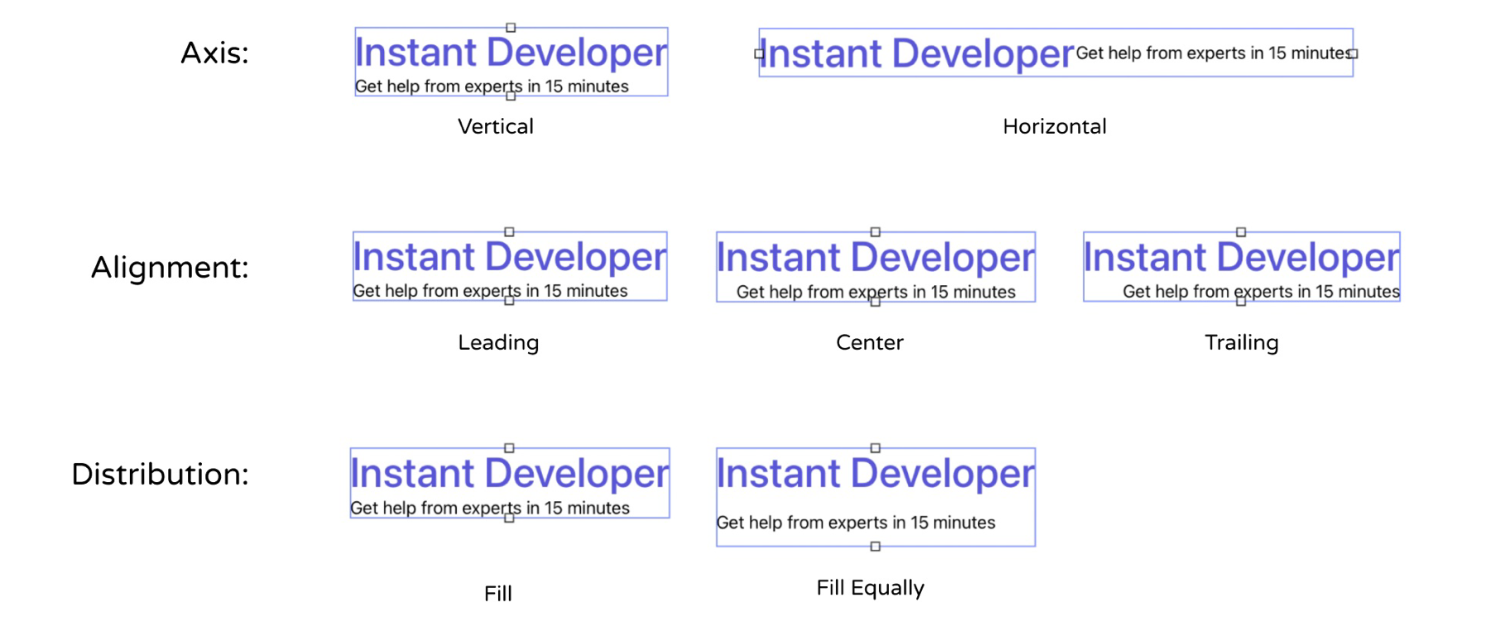 Axis:
Instant Developer
Get help from experts in 15 minutes
Vertical
Instant Developer Get help from experts in 15 minutes
Horizontal
Alignment:
Instant Developer
Get help from experts in 15 minutes
Leading
Instant Developer
Get help from experts in 15 minutes
Center
Instant Developer
Get help from experts in 15 minutes
Trailing
Distribution:
Instant Developer
Get help from experts in 15 minutes
Fill
Instant Developer
Get help from experts in 15 minutes
Fill Equally